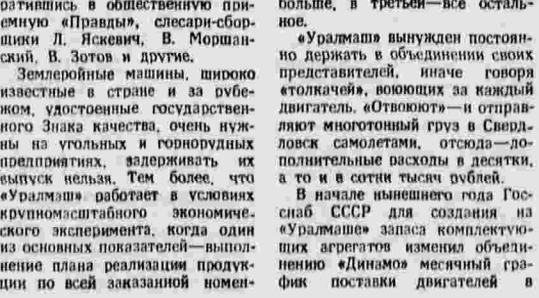 ратившись в общественную при-
емную «Правды», слесари-сбор-
щики Л. Яскевич, В. Моршан-
ский, В. Зотов и другие.
Землеройные машины, широко
известные в стране и за рубе-
жом, удостоенные государствен-
ного Знака качества, очень нуж-
ны на угольных и горнорудных
предприятиях, задерживать их
выпуск нельзя. Тем более, что
«Уралмаш» работает в условиях
крупномасштабного экономиче-
ского эксперимента, когда один
из основных показателей—выпол-
нение плана реализации продук-
ции по всей заказанной номен-
больше, в третьей—все осталь-
ное.
«Уралмаш» вынужден постоян-
но держать в объединении своих
представителей, иначе говоря
«толкачей», воюющих за каждый
двигатель. «Отвоюют»—и отправ-
ляют многотонный груз в Сверд-
ловск самолетами, отсюда—до-
полнительные расходы в десятки,
а то и в сотни тысяч рублей.
В начале нынешнего года Гос-
снаб СССР для создания на
«Уралмаше» запаса комплектую-
щих агрегатов изменил объеди-
нению «Динамо» месячный гра-
фик поставки двигателей в